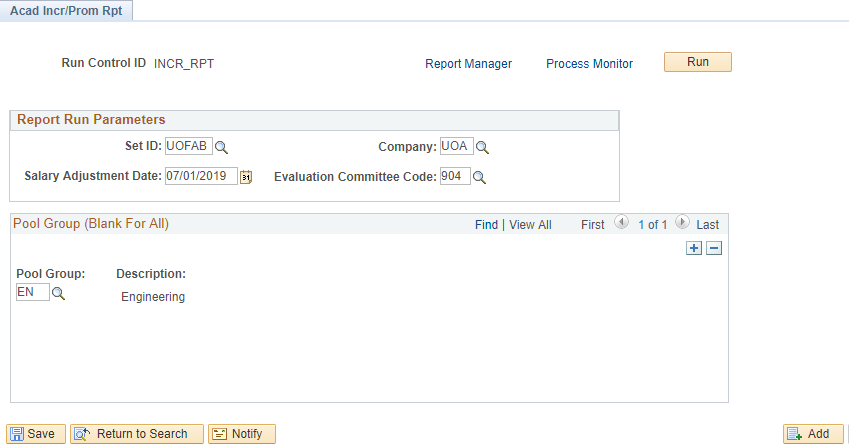 Acad Incr/Prom Rpt
Run Control ID INCR_RPT Report Manager Process Monitor Run
Report Run Parameters
Set ID: UOFAB Company: UOA
Salary Adjustment Date: 07/01/2019 31 Evaluation Committee Code: 904
Pool Group (Blank For All) Find | View All First 1 of 1 Last
Pool Group: Description:
EN Engineering
Save Return to Search Notify Add